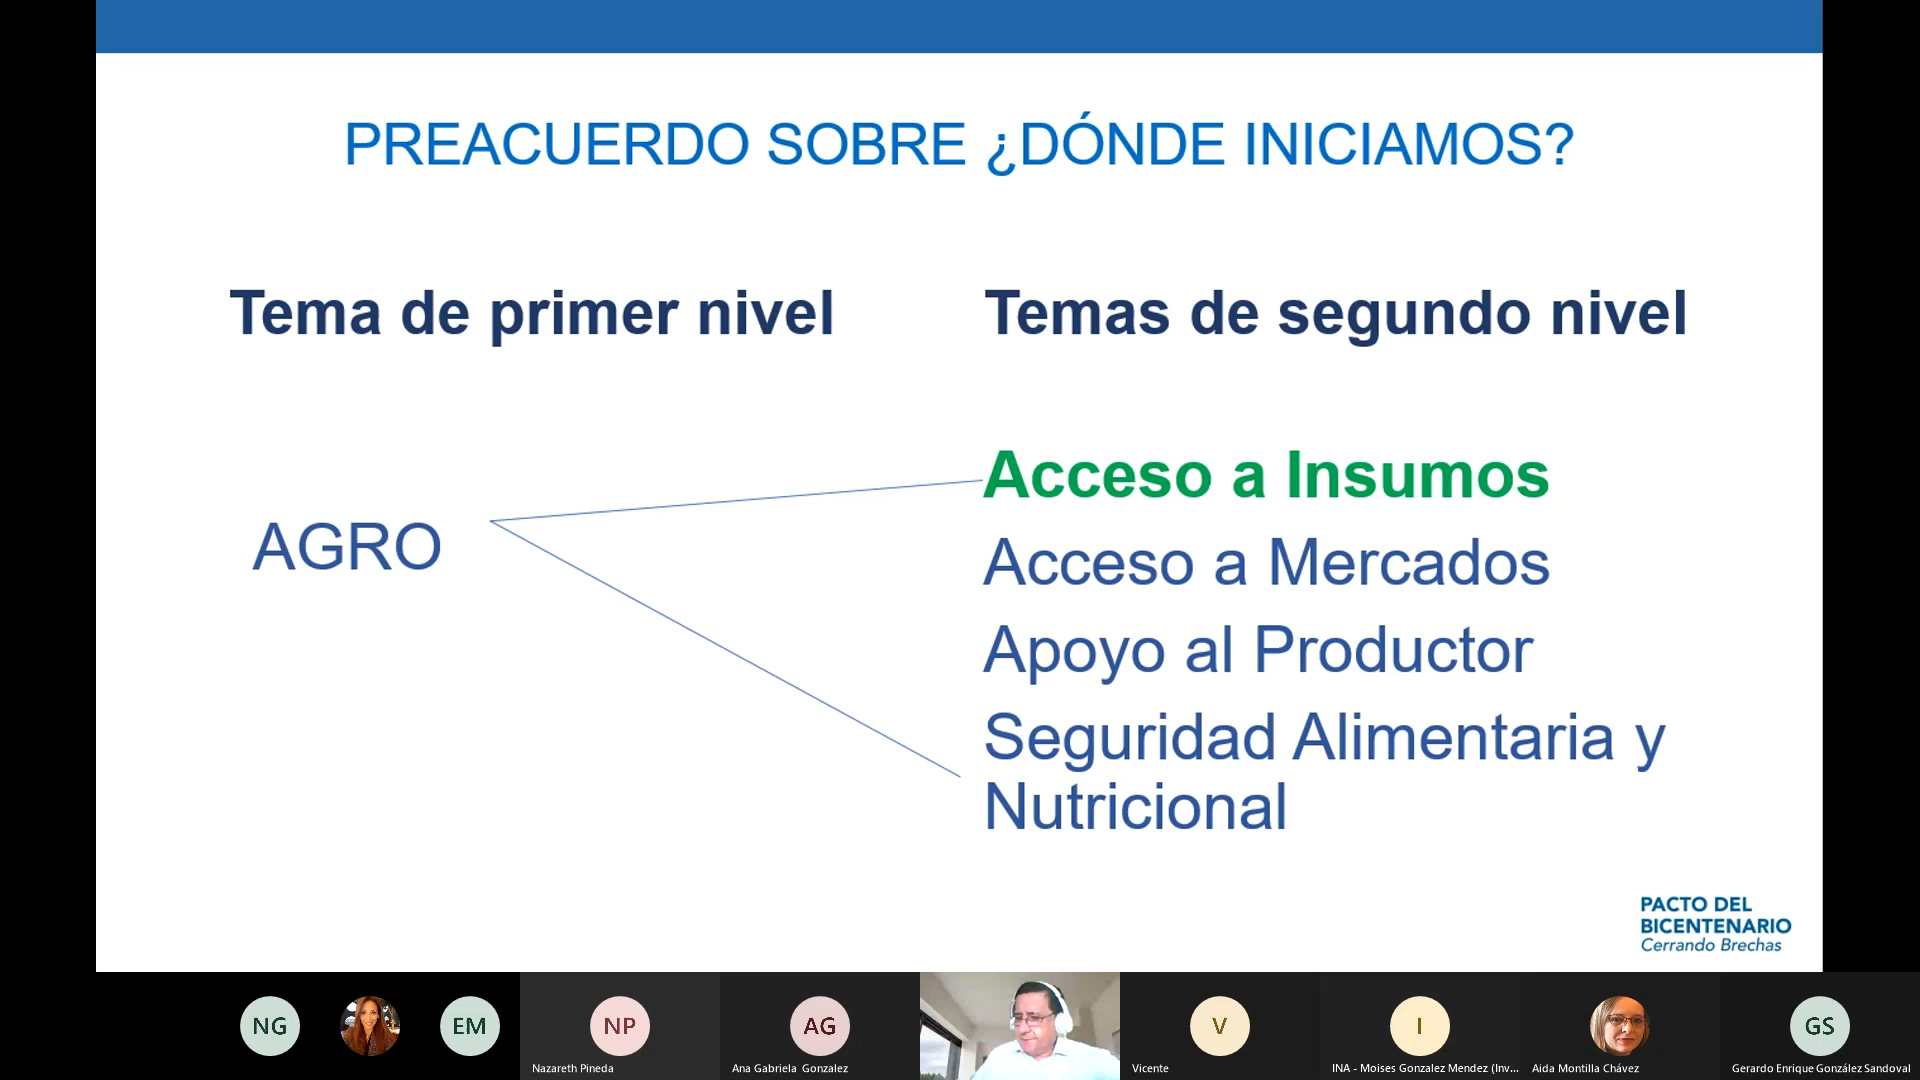 PREACUERDO SOBRE ¿DÓNDE INICIAMOS?
Tema de primer nivel
Temas de segundo nivel
AGRO
Acceso a Insumos
Acceso a Mercados
Apoyo al Productor
Seguridad Alimentaria y
Nutricional
PACTO DEL
BICENTENARIO
Cerrando Brechas
NG
EM
NP
Nazareth Pineda
AG
Ana Gabriela Gonzalez
V
Vicente
I
INA - Moises Gonzalez Mendez (Inv...
Aida Montilla Chávez
GS
Gerardo Enrique González Sandoval